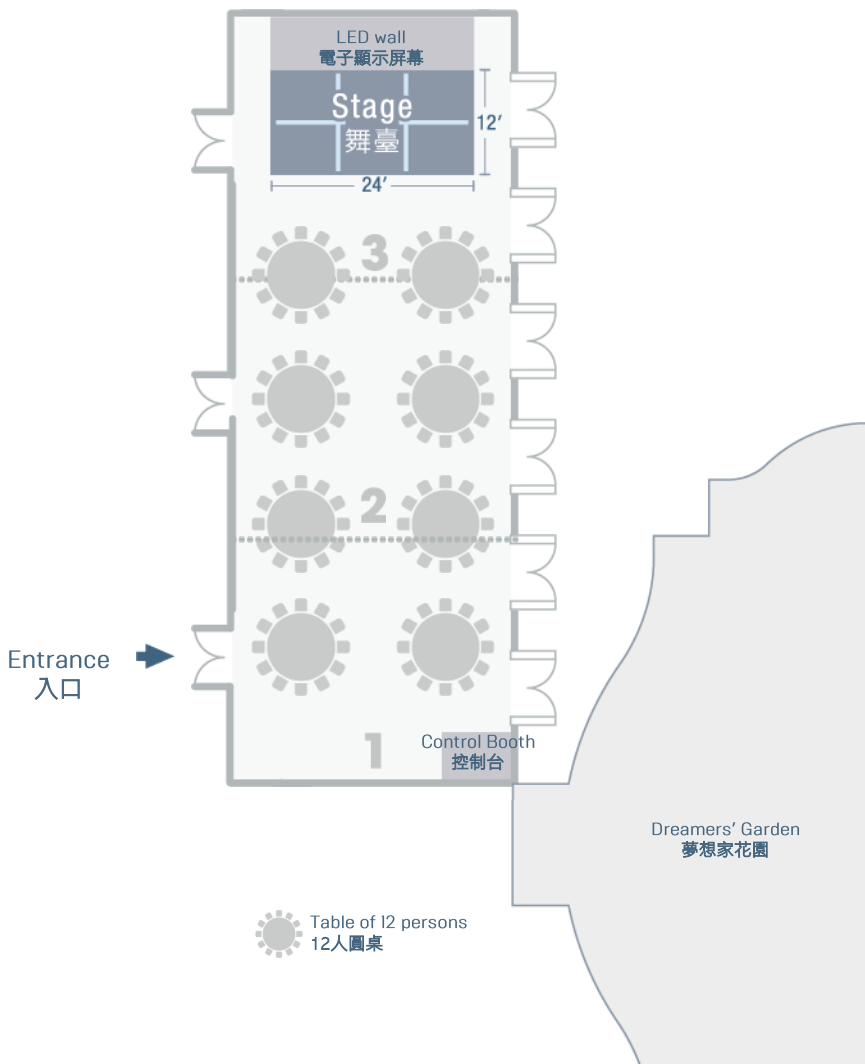 LED wall
電子顯示屏幕
Stage
舞臺
12′
24′
3
2
Entrance
入口
1
Control Booth
控制台
Dreamers’ Garden
夢想家花園
Table of 12 persons
12人圓桌